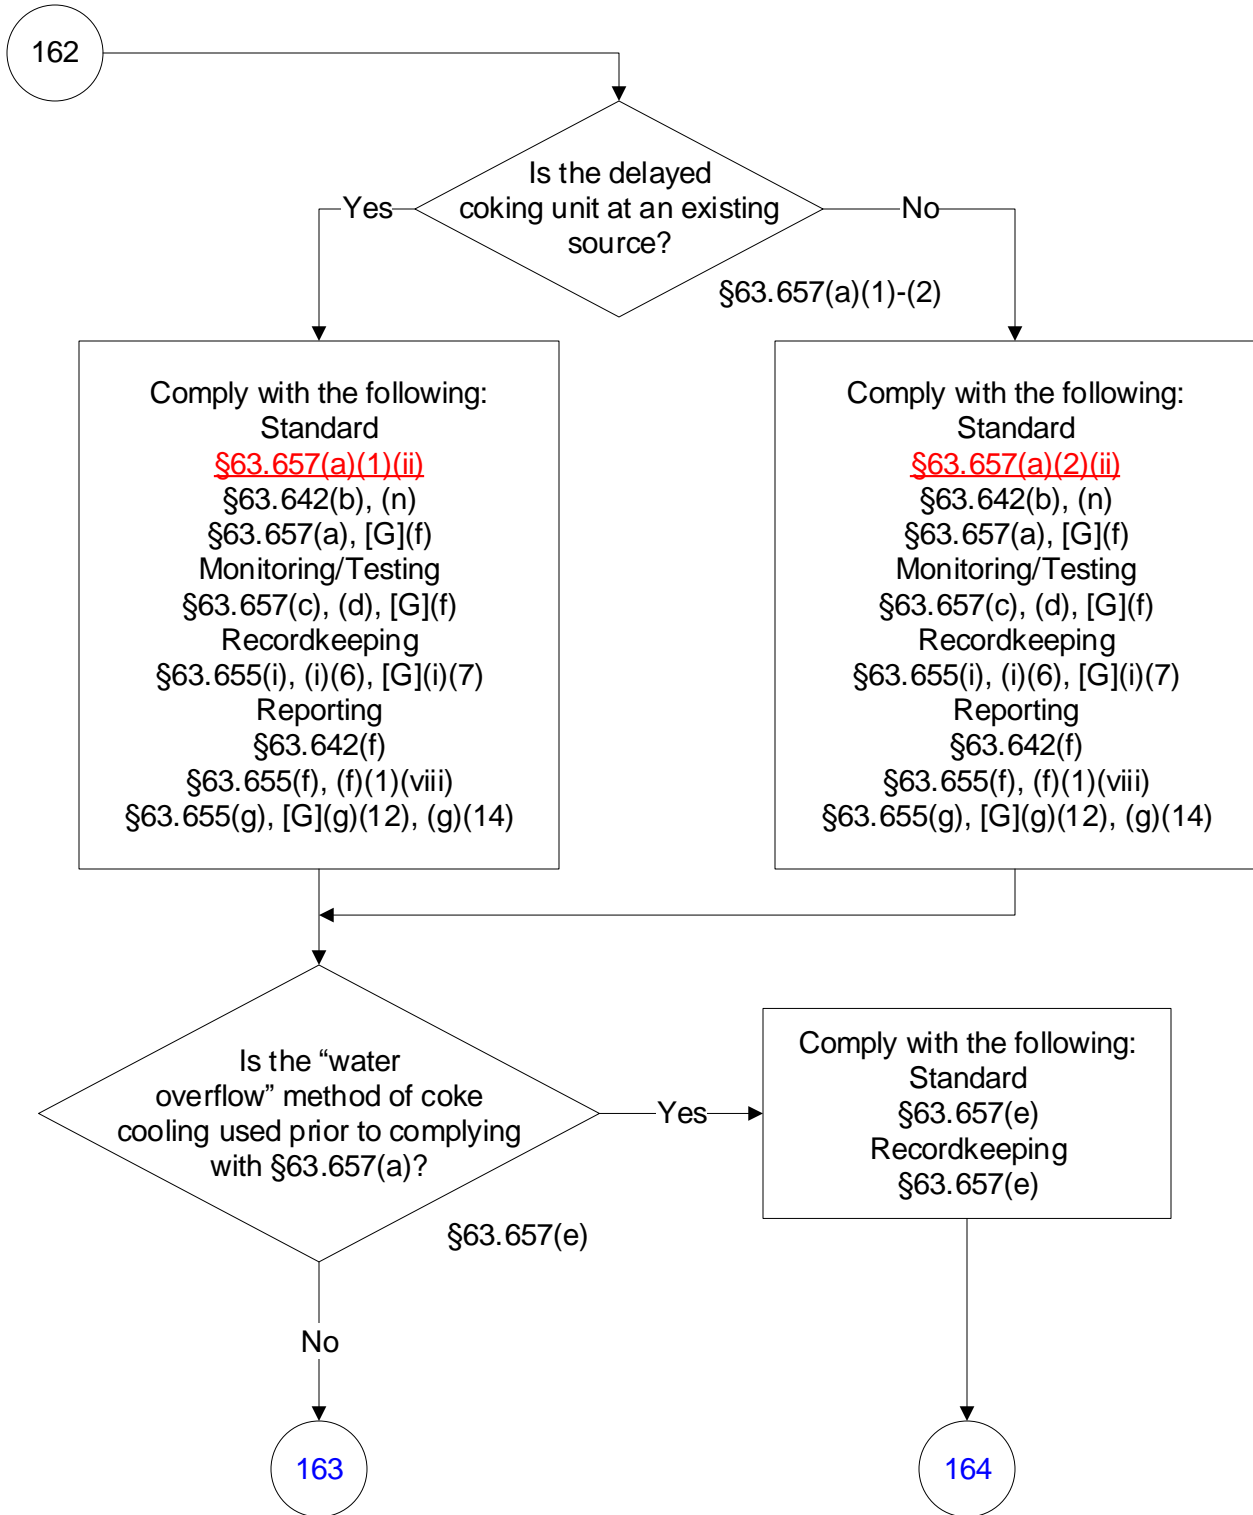 162
Is the delayed
coking unit at an existing
source?
Yes
No
§63.657(a)(1)-(2)
Comply with the following:
Standard
§63.657(a)(1)(ii)
§63.642(b), (n)
§63.657(a), [G](f)
Monitoring/Testing
§63.657(c), (d), [G](f)
Recordkeeping
§63.655(i), (i)(6), [G](i)(7)
Reporting
§63.642(f)
§63.655(f), (f)(1)(viii)
§63.655(g), [G](g)(12), (g)(14)
Comply with the following:
Standard
§63.657(a)(2)(ii)
§63.642(b), (n)
§63.657(a), [G](f)
Monitoring/Testing
§63.657(c), (d), [G](f)
Recordkeeping
§63.655(i), (i)(6), [G](i)(7)
Reporting
§63.642(f)
§63.655(f), (f)(1)(viii)
§63.655(g), [G](g)(12), (g)(14)
Is the “water
overflow” method of coke
cooling used prior to complying
with §63.657(a)?
Yes
§63.657(e)
No
Comply with the following:
Standard
§63.657(e)
Recordkeeping
§63.657(e)
163
164